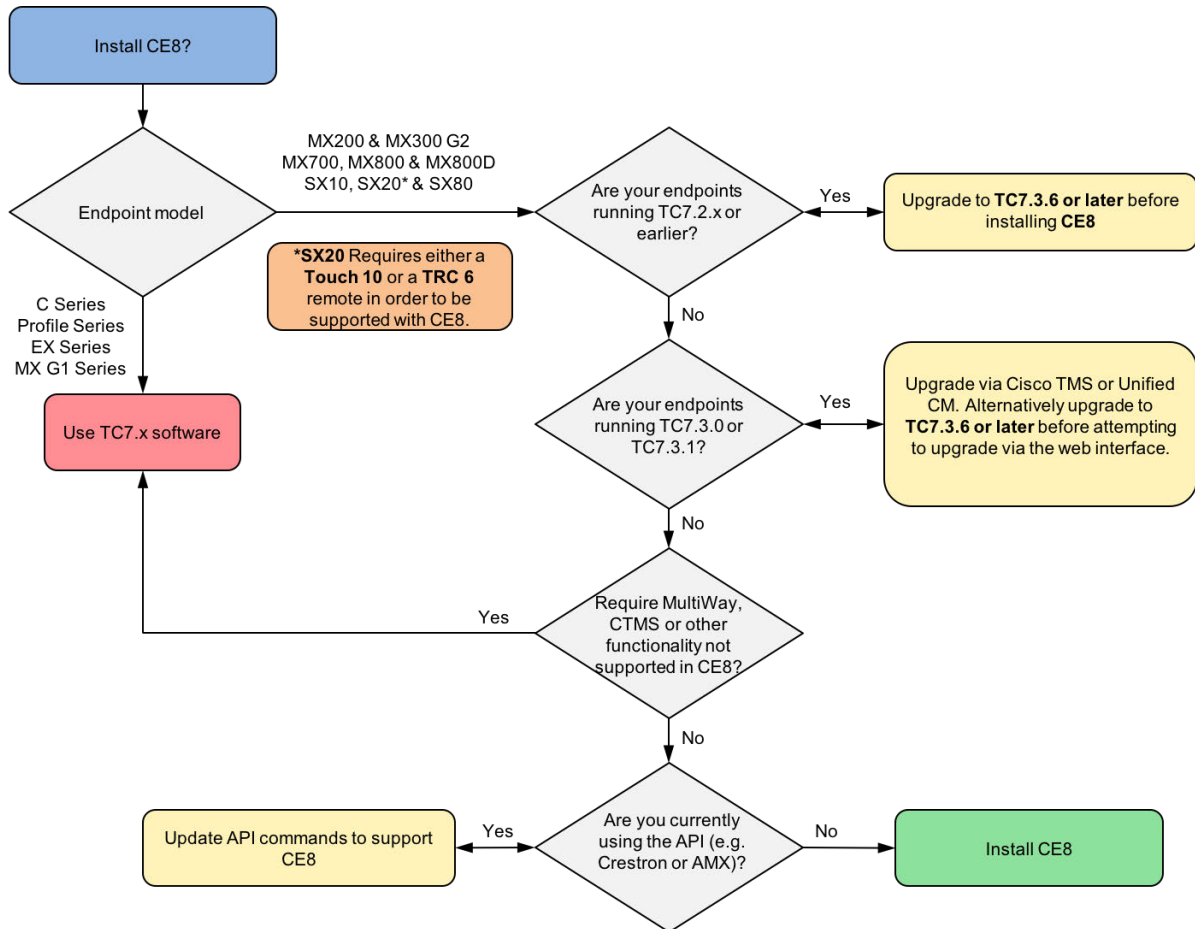 Install CE8?
Endpoint model
MX200 & MX300 G2
MX700, MX800 & MX800D
SX10, SX20* & SX80
*SX20 Requires either a
Touch 10 or a TRC 6
remote in order to be
supported with CE8.
C Series
Profile Series
EX Series
MX G1 Series
Use TC7.x software
Are your endpoints
running TC7.2.x or
earlier?
Yes
Upgrade to TC7.3.6 or later before
installing CE8
No
Are your endpoints
running TC7.3.0 or
TC7.3.1?
Yes
Upgrade via Cisco TMS or Unified
CM. Alternatively upgrade to
TC7.3.6 or later before attempting
to upgrade via the web interface.
No
Require MultiWay,
CTMS or other
functionality not
supported in CE8?
Yes
No
Are you currently
using the API (e.g.
Crestron or AMX)?
Yes
Update API commands to support
CE8
No
Install CE8